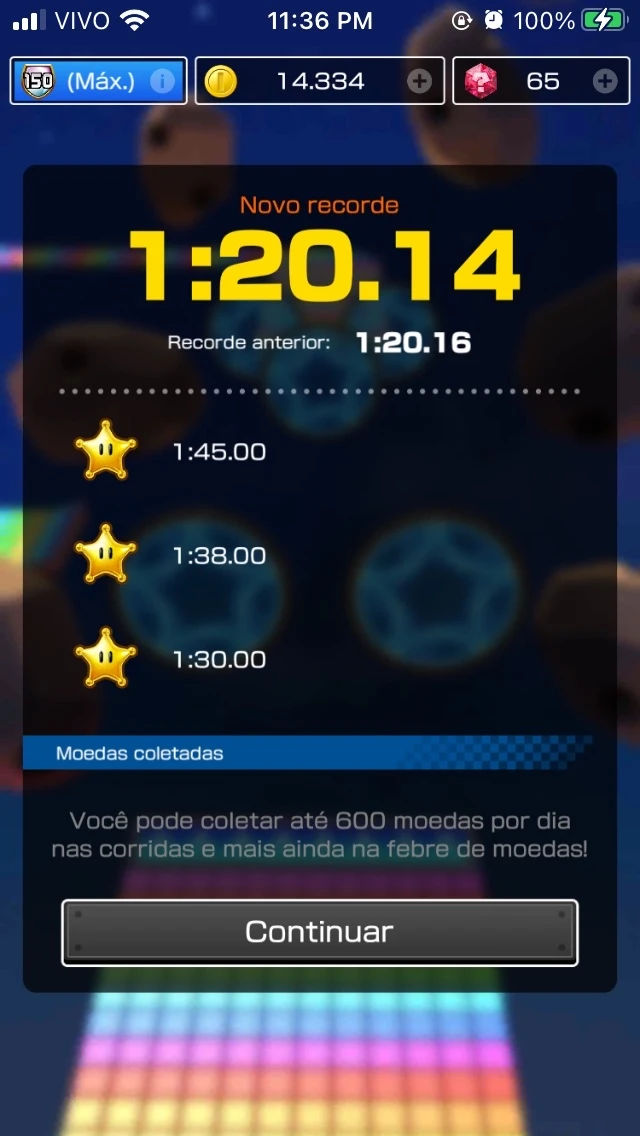 VIVO 11:36 PM 100%
150 (Máx.) i 14.334 + ? 65 +
Novo recorde
1:20.14
Recorde anterior: 1:20.16
1:45.00
1:38.00
1:30.00
Moedas coletadas
Você pode coletar até 600 moedas por dia
nas corridas e mais ainda na febre de moedas!
Continuar